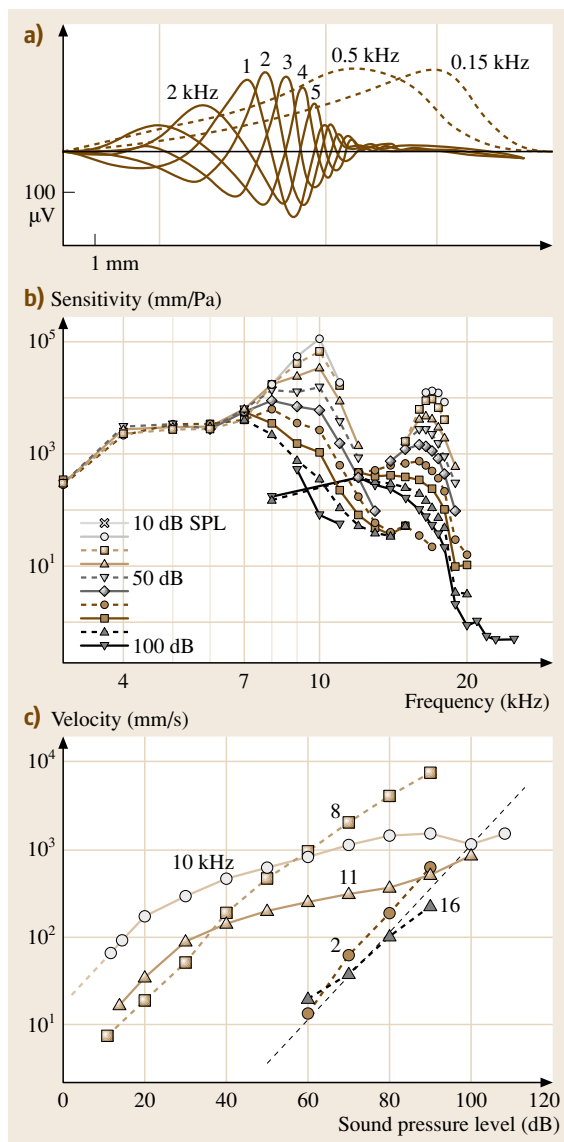 a)
0.5 kHz
0.15 kHz
2 kHz
1
2
3
4
5
100
μV
1 mm
b) Sensitivity (mm/Pa)
10⁵
10³
10¹
10 dB SPL
50 dB
100 dB
4 7 10 20
Frequency (kHz)
c) Velocity (mm/s)
10⁴
10³
10²
10¹
8
10 kHz
11
2
16
0 20 40 60 80 100 120
Sound pressure level (dB)